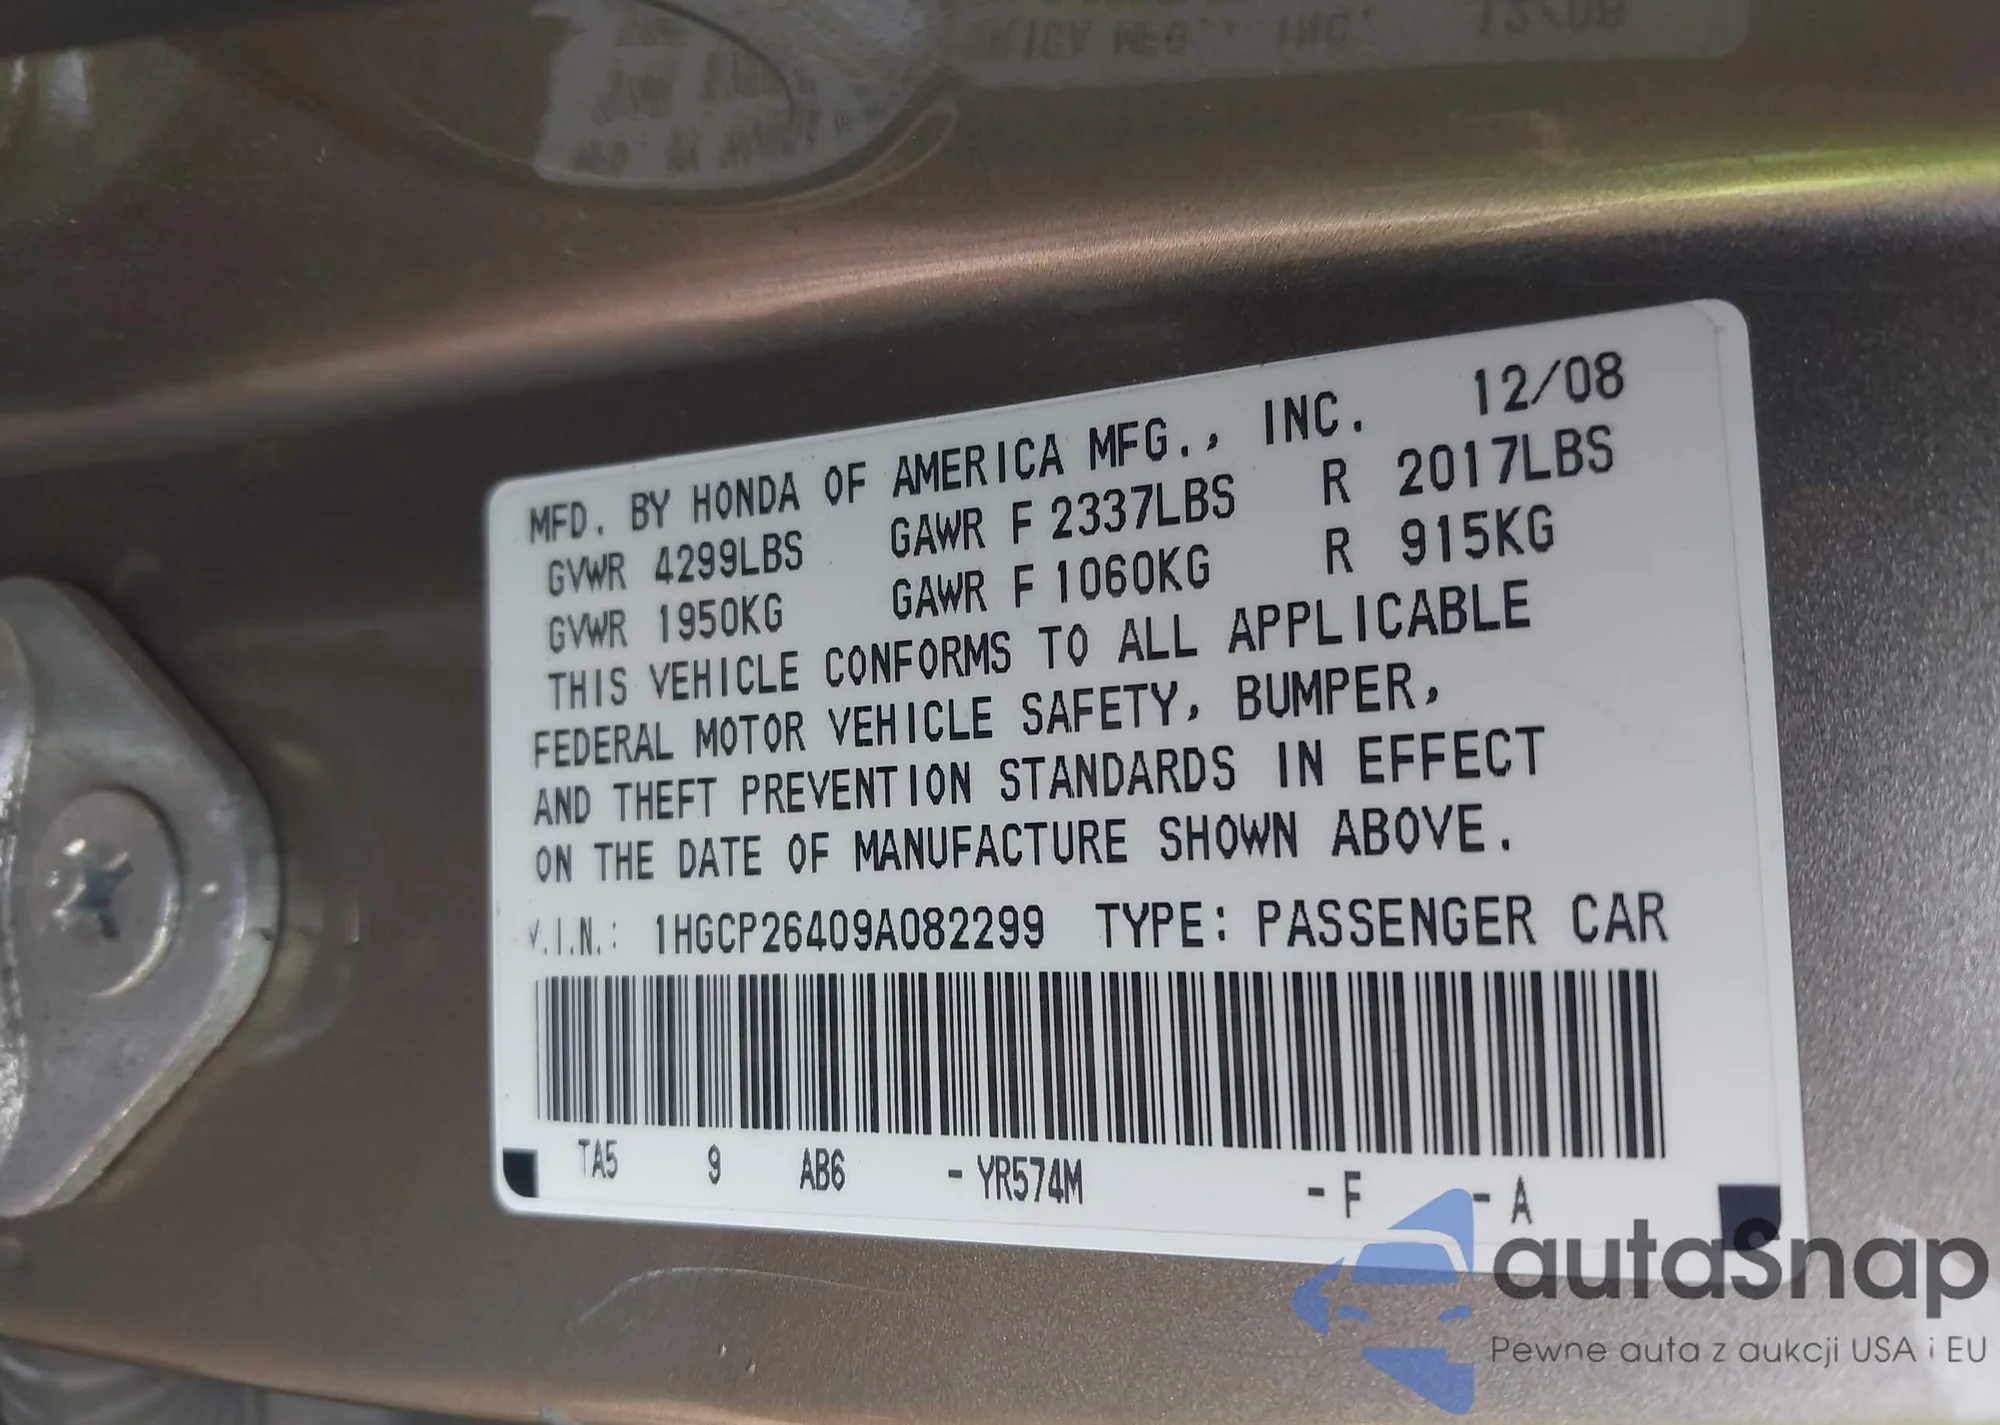 MFD. BY HONDA OF AMERICA MFG., INC. 12/08
GVWR 4299LBS GAWR F 2337LBS R 2017LBS
GVWR 1950KG GAWR F 1060KG R 915KG
THIS VEHICLE CONFORMS TO ALL APPLICABLE
FEDERAL MOTOR VEHICLE SAFETY, BUMPER,
AND THEFT PREVENTION STANDARDS IN EFFECT
ON THE DATE OF MANUFACTURE SHOWN ABOVE.
V.I.N.: 1HGCP26409A082299 TYPE: PASSENGER CAR
TA5 9 AB6 - YR574M - F - A
autaSnap
Pewne auta z aukcji USA i EU